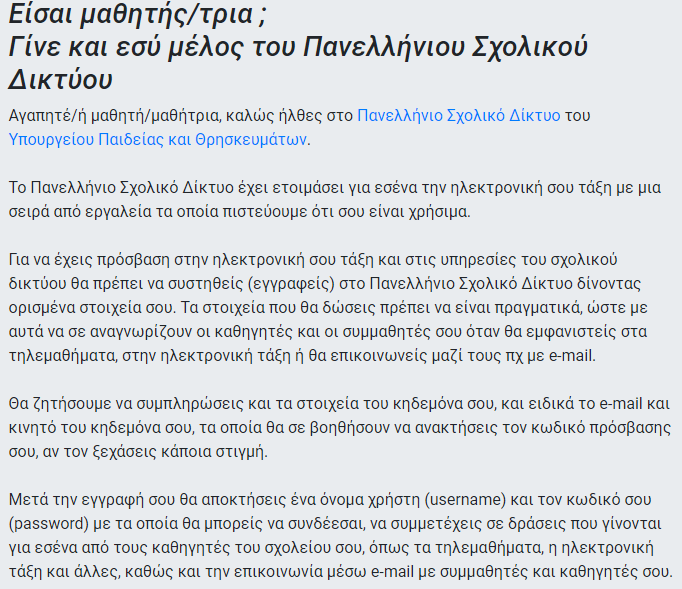 Είσαι μαθητής/τρια ;
Γίνε και εσύ μέλος του Πανελλήνιου Σχολικού
Δικτύου
Αγαπητέ/ή μαθητή/μαθήτρια, καλώς ήλθες στο Πανελλήνιο Σχολικό Δίκτυο του
Υπουργείου Παιδείας και Θρησκευμάτων.
Το Πανελλήνιο Σχολικό Δίκτυο έχει ετοιμάσει για εσένα την ηλεκτρονική σου τάξη με μια
σειρά από εργαλεία τα οποία πιστεύουμε ότι σου είναι χρήσιμα.
Για να έχεις πρόσβαση στην ηλεκτρονική σου τάξη και στις υπηρεσίες του σχολικού
δικτύου θα πρέπει να συστηθείς (εγγραφείς) στο Πανελλήνιο Σχολικό Δίκτυο δίνοντας
ορισμένα στοιχεία σου. Τα στοιχεία που θα δώσεις πρέπει να είναι πραγματικά, ώστε με
αυτά να σε αναγνωρίζουν οι καθηγητές και οι συμμαθητές σου όταν θα εμφανιστείς στα
τηλεμαθήματα, στην ηλεκτρονική τάξη ή θα επικοινωνείς μαζί τους πχ με e-mail.
Θα ζητήσουμε να συμπληρώσεις και τα στοιχεία του κηδεμόνα σου, και ειδικά το e-mail και
κινητό του κηδεμόνα σου, τα οποία θα σε βοηθήσουν να ανακτήσεις τον κωδικό πρόσβασης
σου, αν τον ξεχάσεις κάποια στιγμή.
Μετά την εγγραφή σου θα αποκτήσεις ένα όνομα χρήστη (username) και τον κωδικό σου
(password) με τα οποία θα μπορείς να συνδέεσαι, να συμμετέχεις σε δράσεις που γίνονται
για εσένα από τους καθηγητές του σχολείου σου, όπως τα τηλεμαθήματα, η ηλεκτρονική
τάξη και άλλες, καθώς και την επικοινωνία μέσω e-mail με συμμαθητές και καθηγητές σου.